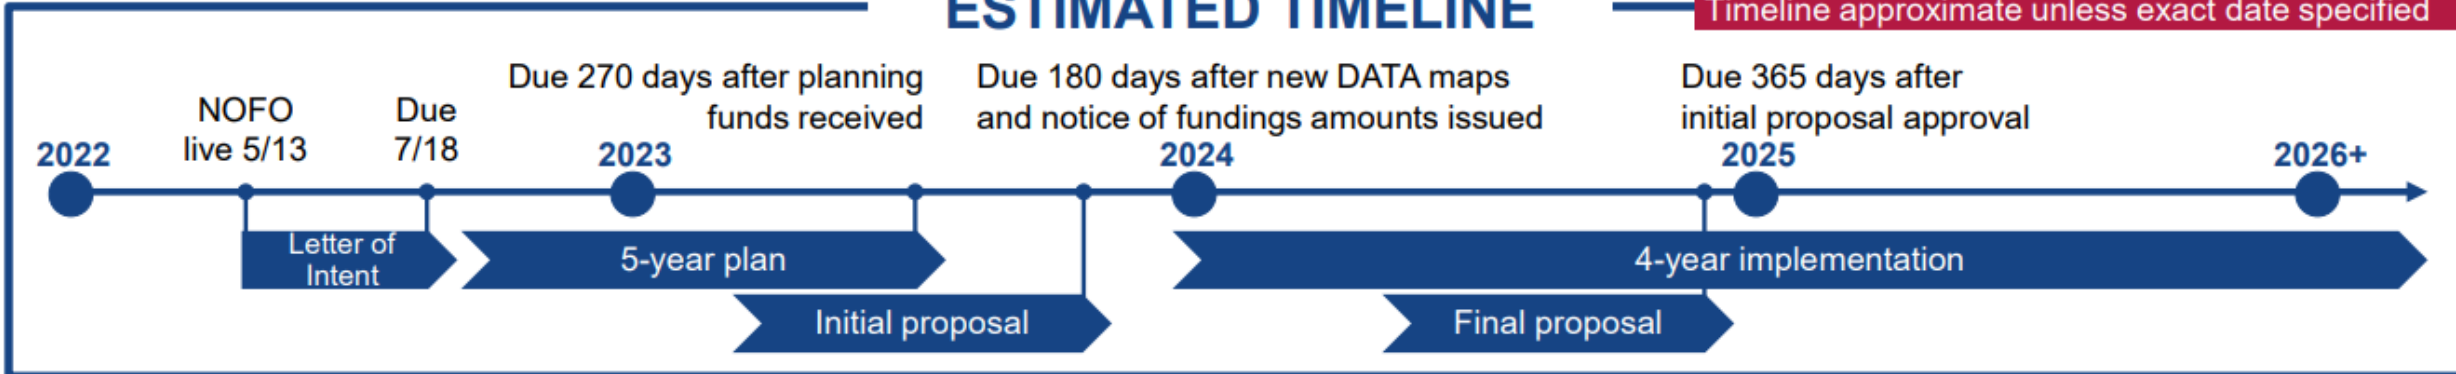 ESTIMATED TIMELINE
Timeline approximate unless exact date specified
NOFO
live 5/13
Due
7/18
Due 270 days after planning
funds received
Due 180 days after new DATA maps
and notice of fundings amounts issued
Due 365 days after
initial proposal approval
2022
2023
2024
2025
2026+
Letter of
Intent
5-year plan
4-year implementation
Initial proposal
Final proposal